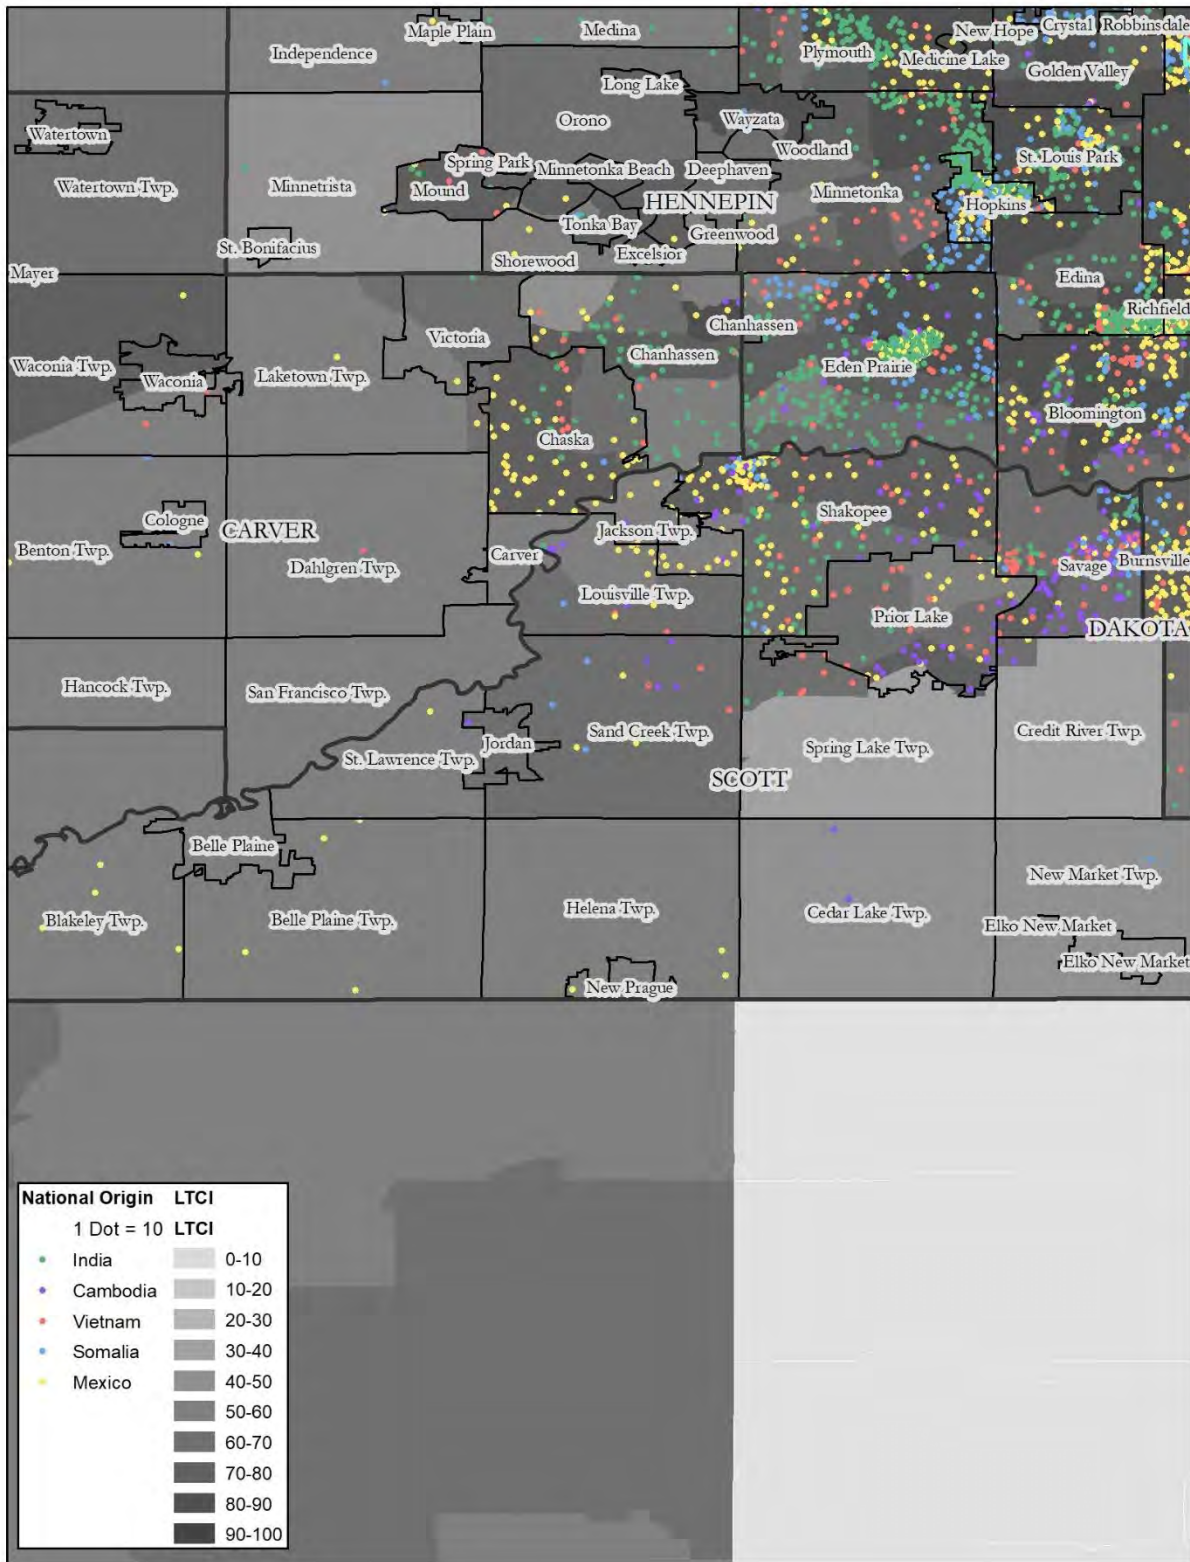 Maple Plain
Medina
New Hope
Crystal
Robbinsdale
Independence
Plymouth
Medicine Lake
Golden Valley
Long Lake
Orono
Wayzata
Watertown
Woodland
St. Louis Park
Spring Park
Minnetonka Beach
Deephaven
Watertown Twp.
Minnetrista
Mound
Minnetonka
HENNEPIN
Hopkins
Tonka Bay
Greenwood
St. Bonifacius
Excelsior
Shorewood
Mayer
Edina
Richfield
Chanhassen
Victoria
Chanhassen
Waconia Twp.
Waconia
Laketown Twp.
Eden Prairie
Bloomington
Chaska
Cologne
CARVER
Jackson Twp.
Shakopee
Benton Twp.
Dahlgren Twp.
Carver
Savage
Burnsville
Louisville Twp.
Prior Lake
DAKOTA
Hancock Twp.
San Francisco Twp.
St. Lawrence Twp.
Jordan
Sand Creek Twp.
Spring Lake Twp.
Credit River Twp.
SCOTT
Belle Plaine
New Market Twp.
Blakeley Twp.
Belle Plaine Twp.
Helena Twp.
Cedar Lake Twp.
Elko New Market
Elko New Market
New Prague
National Origin LTCI
1 Dot = 10 LTCI
India 0-10
Cambodia 10-20
Vietnam 20-30
Somalia 30-40
Mexico 40-50
50-60
60-70
70-80
80-90
90-100